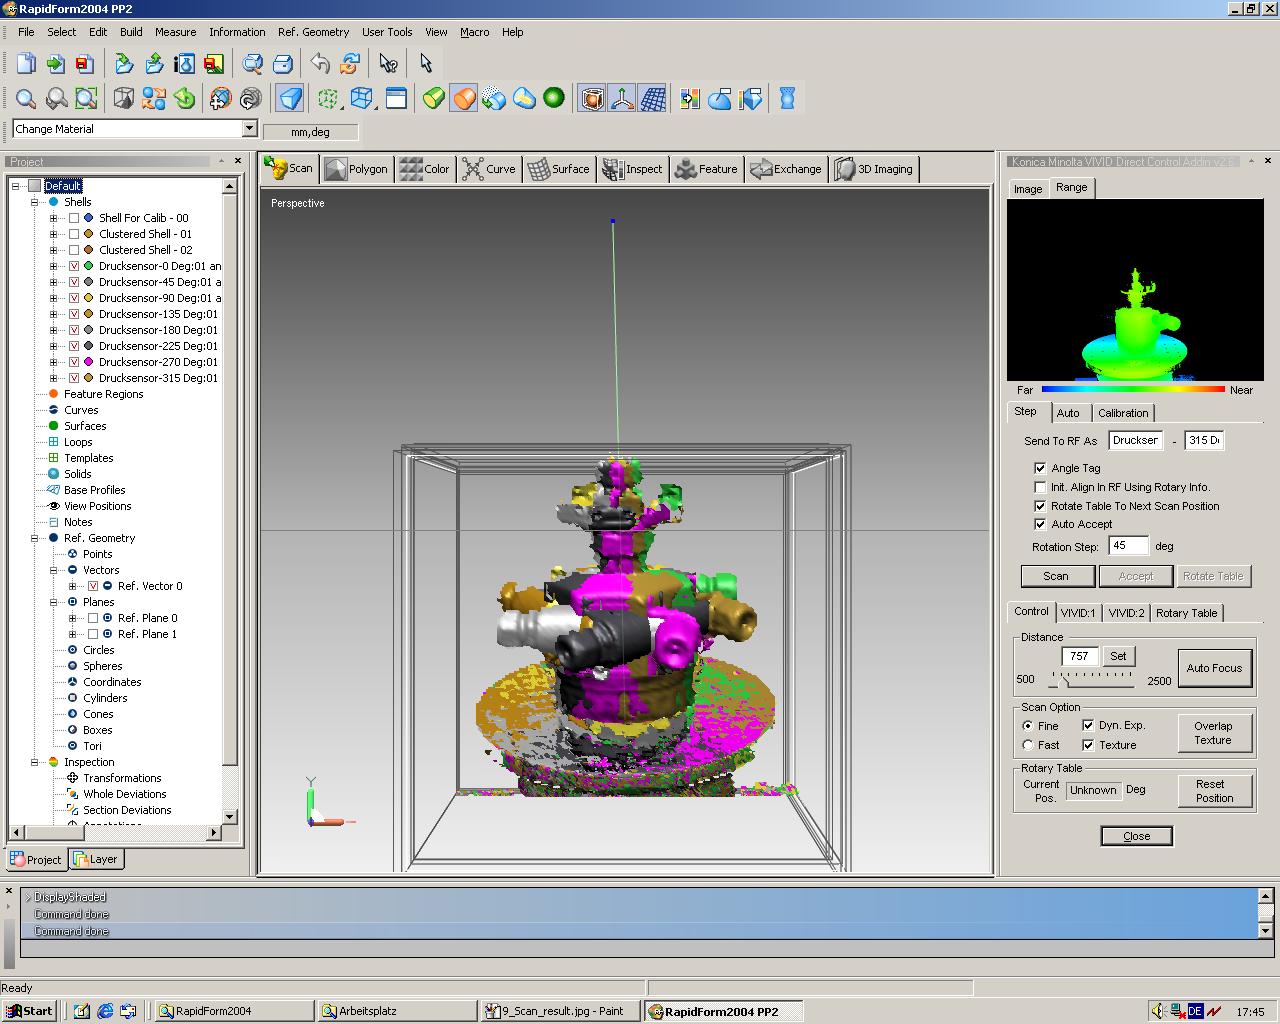 RapidForm2004 PP2
File Select Edit Build Measure Information Ref. Geometry User Tools View Macro Help
Change Material
mm,deg
Project
Default
Shells
Shell For Calib - 00
Clustered Shell - 01
Clustered Shell - 02
Drucksensor-0 Deg:01 an
Drucksensor-45 Deg:01 a
Drucksensor-90 Deg:01 a
Drucksensor-135 Deg:01
Drucksensor-180 Deg:01
Drucksensor-225 Deg:01
Drucksensor-270 Deg:01
Drucksensor-315 Deg:01
Feature Regions
Curves
Surfaces
Loops
Templates
Solids
Base Profiles
View Positions
Notes
Ref. Geometry
Points
Vectors
Ref. Vector 0
Planes
Ref. Plane 0
Ref. Plane 1
Circles
Spheres
Coordinates
Cylinders
Cones
Boxes
Tori
Inspection
Transformations
Whole Deviations
Section Deviations
Project Layer
Scan Polygon Color Curve Surface Inspect Feature Exchange 3D Imaging
Perspective
Y
Konica Minolta VIVID Direct Control Addin v2.6
Image Range
Far Near
Step Auto Calibration
Send To RF As Druckser - 315 D
Angle Tag
Init. Align In RF Using Rotary Info.
Rotate Table To Next Scan Position
Auto Accept
Rotation Step: 45 deg
Scan Accept Rotate Table
Control VIVID:1 VIVID:2 Rotary Table
Distance
757 Set
500 2500
Auto Focus
Scan Option
Fine Dyn. Exp.
Fast Texture
Overlap
Texture
Rotary Table
Current
Pos. Unknown Deg
Reset
Position
Close
> DisplayShaded
Command done
Command done
Ready
Start RapidForm2004 Arbeitsplatz 9_Scan_result.jpg - Paint RapidForm2004 PP2 DE 17:45